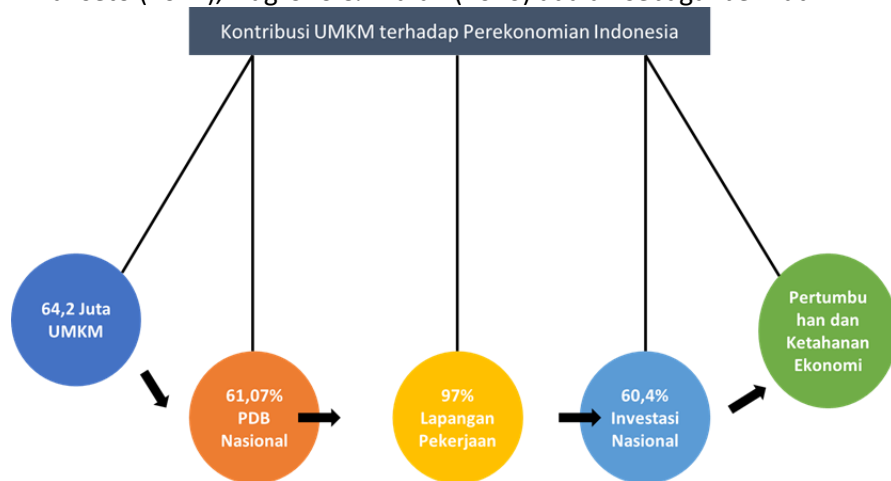 Kontribusi UMKM terhadap Perekonomian Indonesia
64,2 Juta
UMKM
61,07%
PDB
Nasional
97%
Lapangan
Pekerjaan
60,4%
Investasi
Nasional
Pertumbu
han dan
Ketahanan
Ekonomi